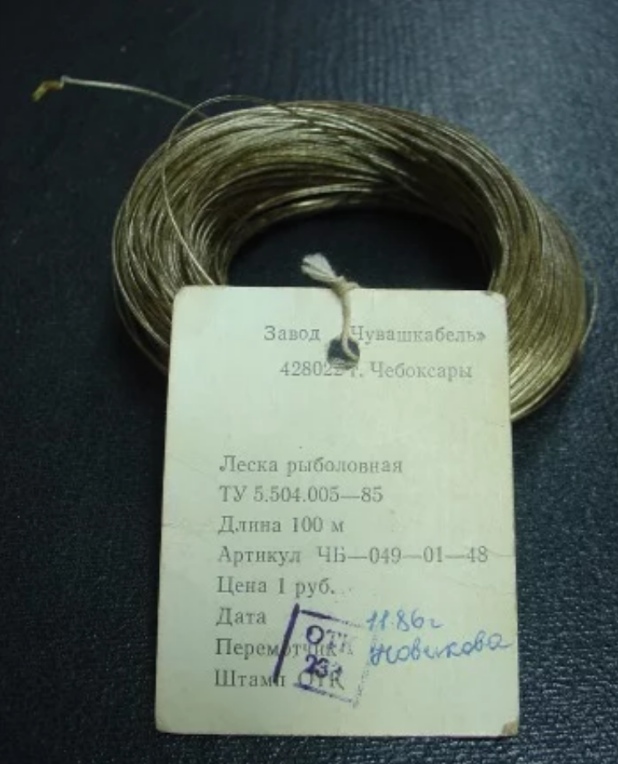 Завод «Чувашкабель»
428022 г. Чебоксары
Леска рыболовная
ТУ 5.504.005—85
Длина 100 м
Артикул ЧБ—049—01—48
Цена 1 руб.
Дата 11.86г
Перемотчик Новикова
Штамп ОТК
ОТК